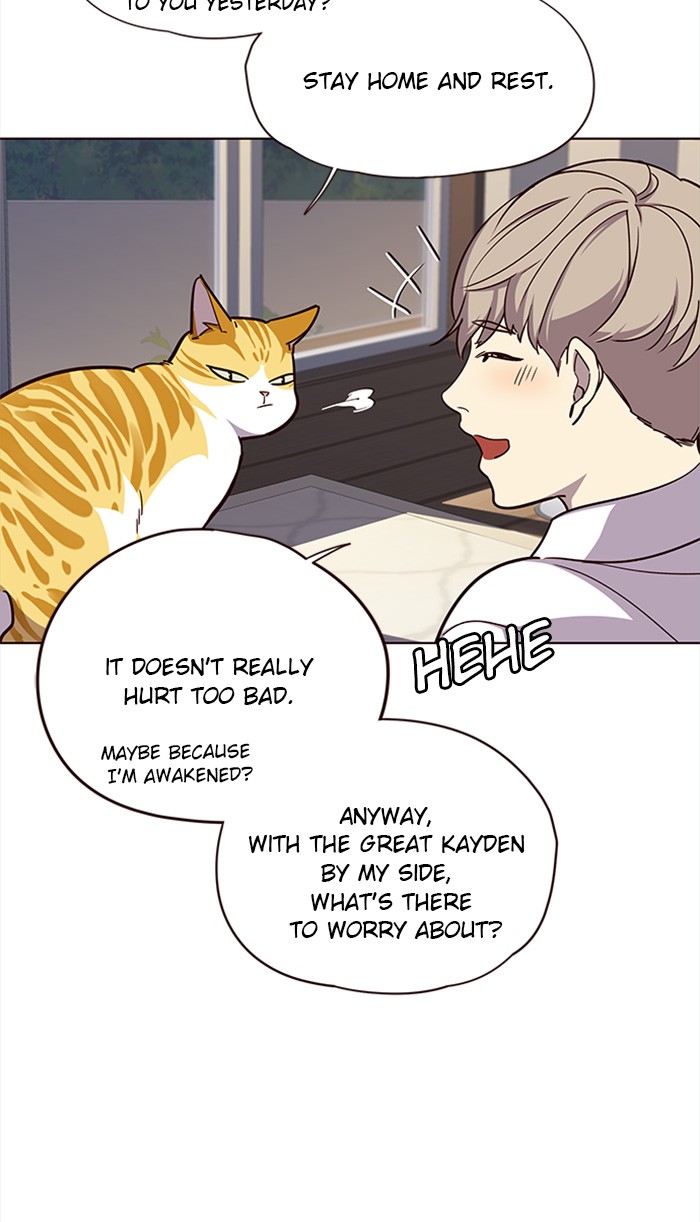 TO YOU YESTERDAY?
STAY HOME AND REST.
IT DOESN'T REALLY
HURT TOO BAD.
MAYBE BECAUSE
I'M AWAKENED?
HEHE
ANYWAY,
WITH THE GREAT KAYDEN
BY MY SIDE,
WHAT'S THERE
TO WORRY ABOUT?